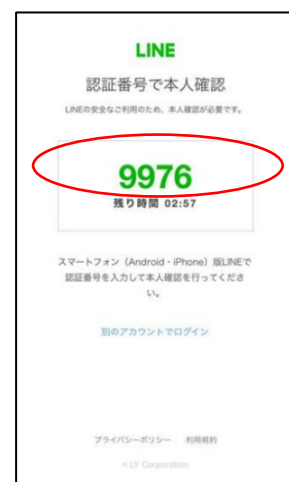 LINE
認証番号で本人確認
LINEの安全なご利用のため、本人確認が必要です。
9976
残り時間 02:57
スマートフォン（Android・iPhone）版LINEで
認証番号を入力して本人確認を行ってくださ
い。
別のアカウントでログイン
プライバシーポリシー 利用規約
© LY Corporation